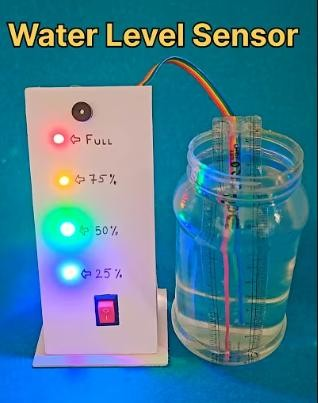 Water Level Sensor
⇦ FULL
⇦ 75%
⇦ 50%
⇦ 25%